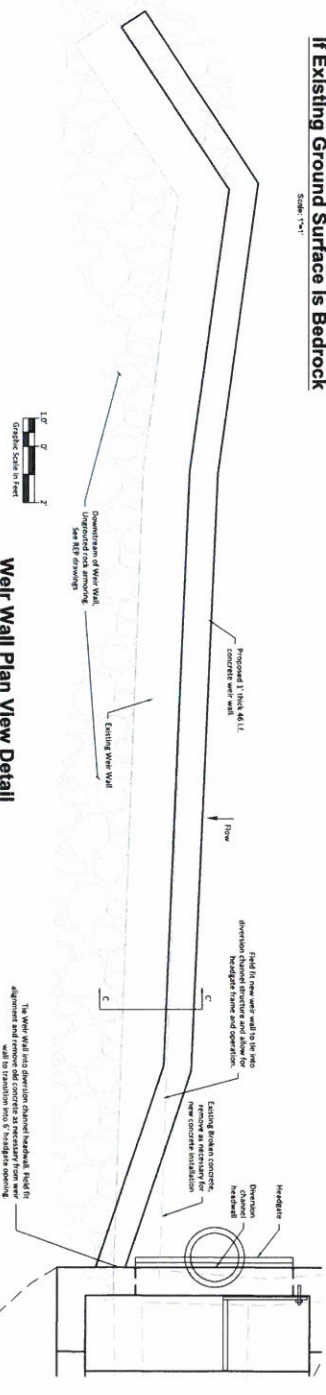 If Existing Ground Surface is Bedrock
Scale: 1"=1'
Proposed 1' thick 46 l.f.
concrete weir wall.
Flow
Field fit new weir wall to tie into
diversion channel structure and allow for
headgate frame and operation.
Headgate
Diversion
channel
headwall
Existing Broken concrete,
remove as necessary for
new concrete installation
C'
C
Existing Weir Wall
Downstream of Weir Wall,
Ungrouted rock armoring.
See REP drawings
Tie Weir Wall into diversion channel headwall. Field fit
alignment and remove old concrete as necessary from weir
wall to transition into 6' headgate opening.
1.0' 0' 2'
Graphic Scale in Feet
Weir Wall Plan View Detail